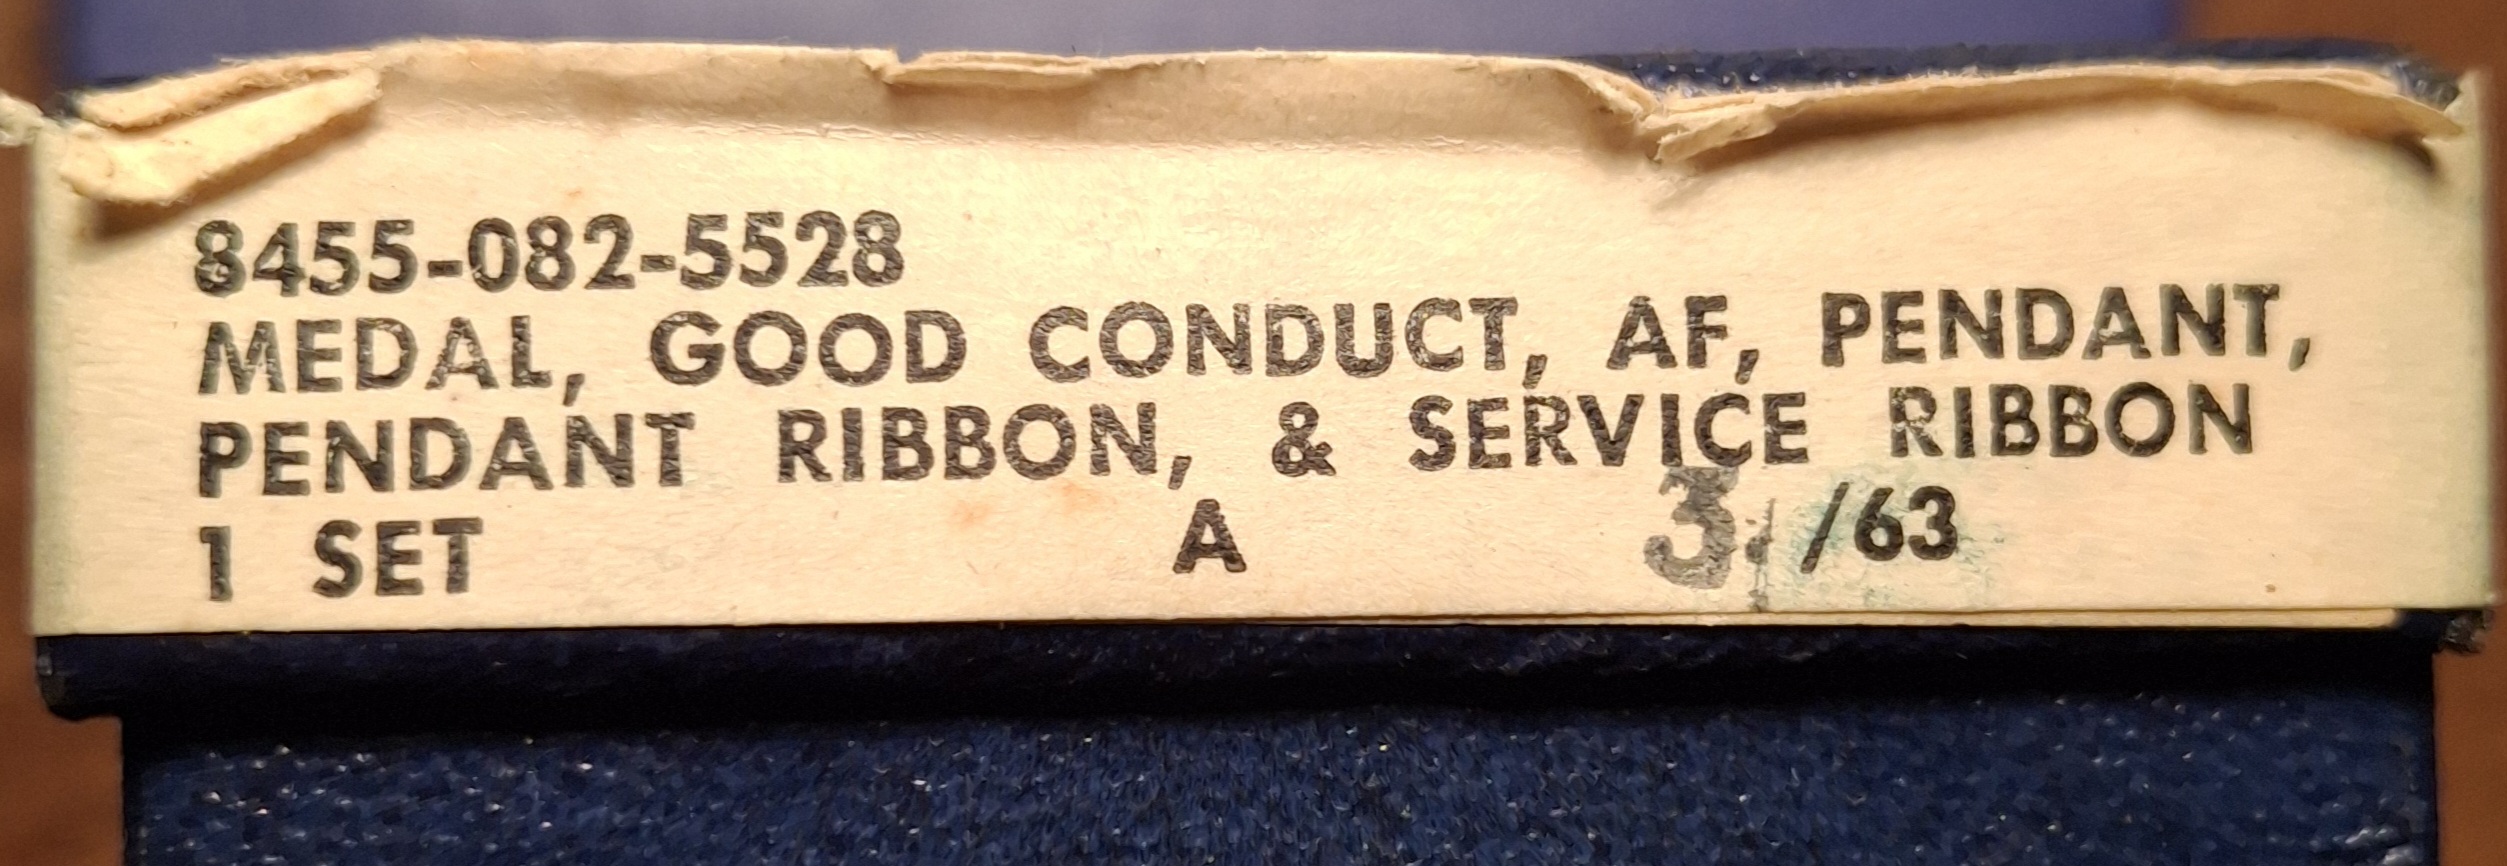 8455-082-5528
MEDAL, GOOD CONDUCT, AF, PENDANT,
PENDANT RIBBON, & SERVICE RIBBON
1 SET A 3 /63